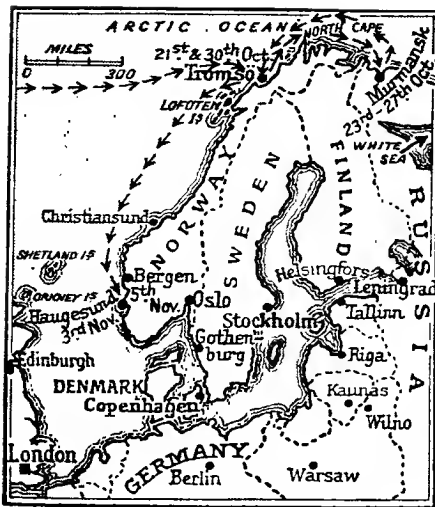 ARCTIC OCEAN
MILES
0 300
21st & 30th Oct
Tromsö
NORTH CAPE
Murmansk
23rd - 27th Oct
LOFOTEN
IS
WHITE
SEA
NORWAY
SWEDEN
FINLAND
RUSSIA
Christiansund
SHETLAND IS
ORKNEY IS
Bergen
5th
Nov.
Haugesund
3rd Nov.
Oslo
Stockholm
Helsingfors
Leningrad
Tallinn
Gothen-
burg
Riga
Edinburgh
DENMARK
Copenhagen
Kaunas
Wilno
London
GERMANY
Berlin
Warsaw